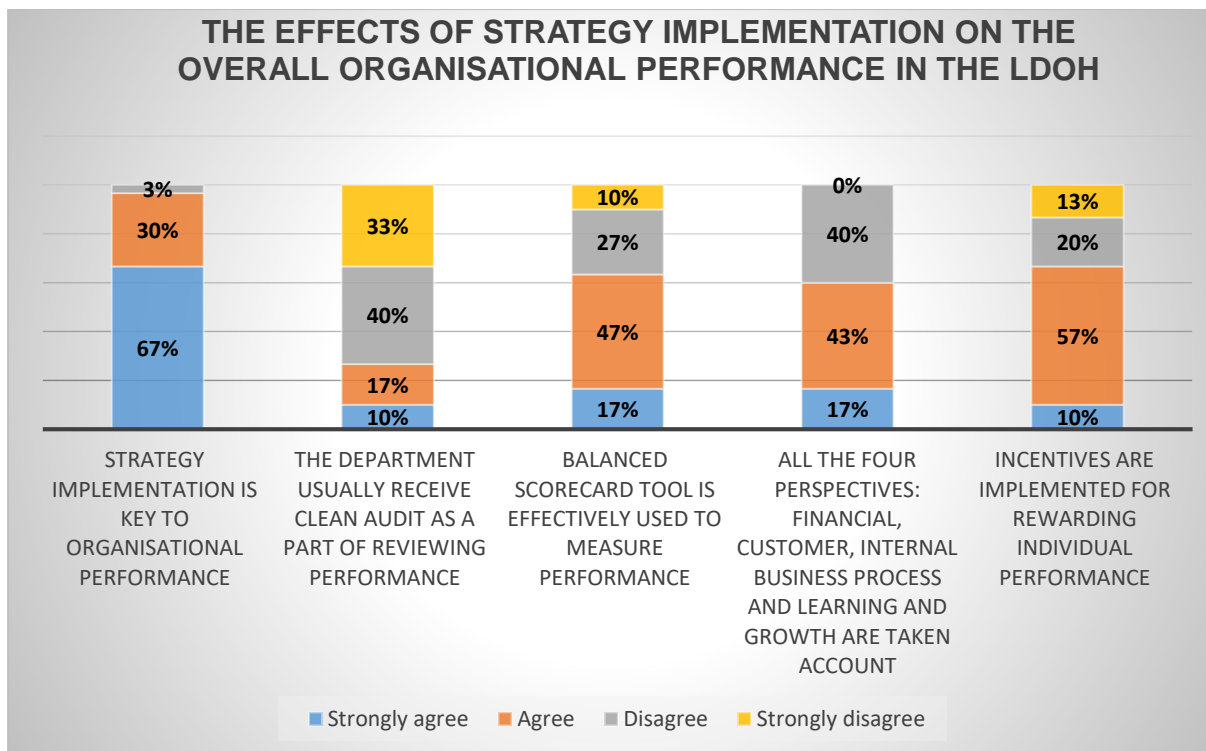 THE EFFECTS OF STRATEGY IMPLEMENTATION ON THE
OVERALL ORGANISATIONAL PERFORMANCE IN THE LDOH
3%
30%
67%
33%
40%
17%
10%
10%
27%
47%
17%
0%
40%
43%
17%
13%
20%
57%
10%
STRATEGY
IMPLEMENTATION IS
KEY TO
ORGANISATIONAL
PERFORMANCE
THE DEPARTMENT
USUALLY RECEIVE
CLEAN AUDIT AS A
PART OF REVIEWING
PERFORMANCE
BALANCED
SCORECARD TOOL IS
EFFECTIVELY USED TO
MEASURE
PERFORMANCE
ALL THE FOUR
PERSPECTIVES:
FINANCIAL,
CUSTOMER, INTERNAL
BUSINESS PROCESS
AND LEARNING AND
GROWTH ARE TAKEN
ACCOUNT
INCENTIVES ARE
IMPLEMENTED FOR
REWARDING
INDIVIDUAL
PERFORMANCE
Strongly agree
Agree
Disagree
Strongly disagree